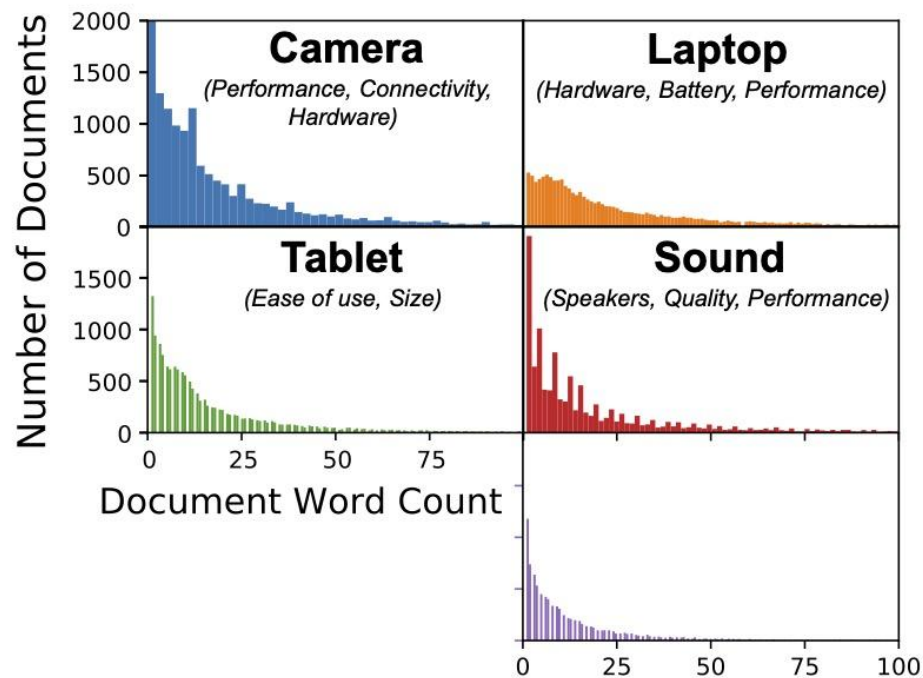 2000
1500
1000
500
0
Number of Documents
Camera
(Performance, Connectivity,
Hardware)
Laptop
(Hardware, Battery, Performance)
1500
1000
500
0
Tablet
(Ease of use, Size)
Sound
(Speakers, Quality, Performance)
0 25 50 75
Document Word Count
0 25 50 75 100